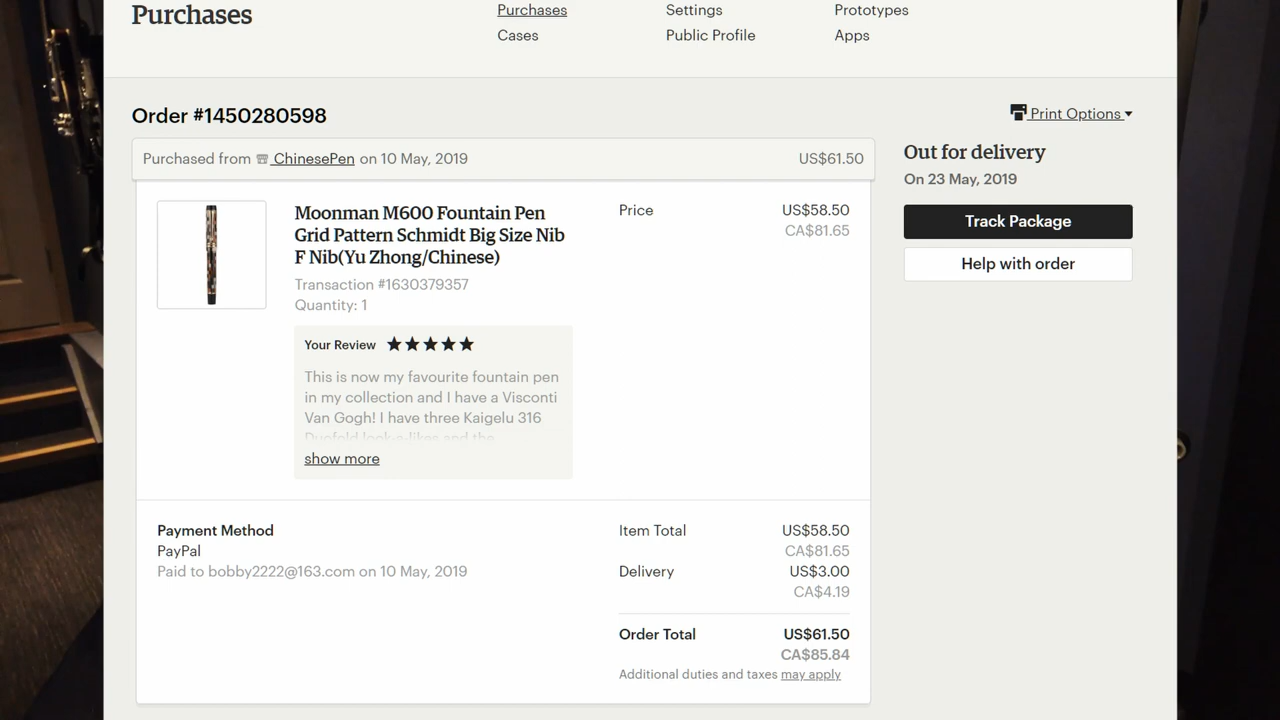 Purchases
Purchases
Settings
Prototypes
Cases
Public Profile
Apps
Order #1450280598
Print Options
Purchased from ChinesePen on 10 May, 2019
US$61.50
Out for delivery
On 23 May, 2019
Track Package
Help with order
Moonman M600 Fountain Pen
Grid Pattern Schmidt Big Size Nib
F Nib(Yu Zhong/Chinese)
Transaction #1630379357
Quantity: 1
Price
US$58.50
CA$81.65
Your Review
This is now my favourite fountain pen
in my collection and I have a Visconti
Van Gogh! I have three Kaigelu 316
Duofold look-a-likes and the
show more
Payment Method
PayPal
Paid to bobby2222@163.com on 10 May, 2019
Item Total
US$58.50
CA$81.65
Delivery
US$3.00
CA$4.19
Order Total
US$61.50
CA$85.84
Additional duties and taxes may apply